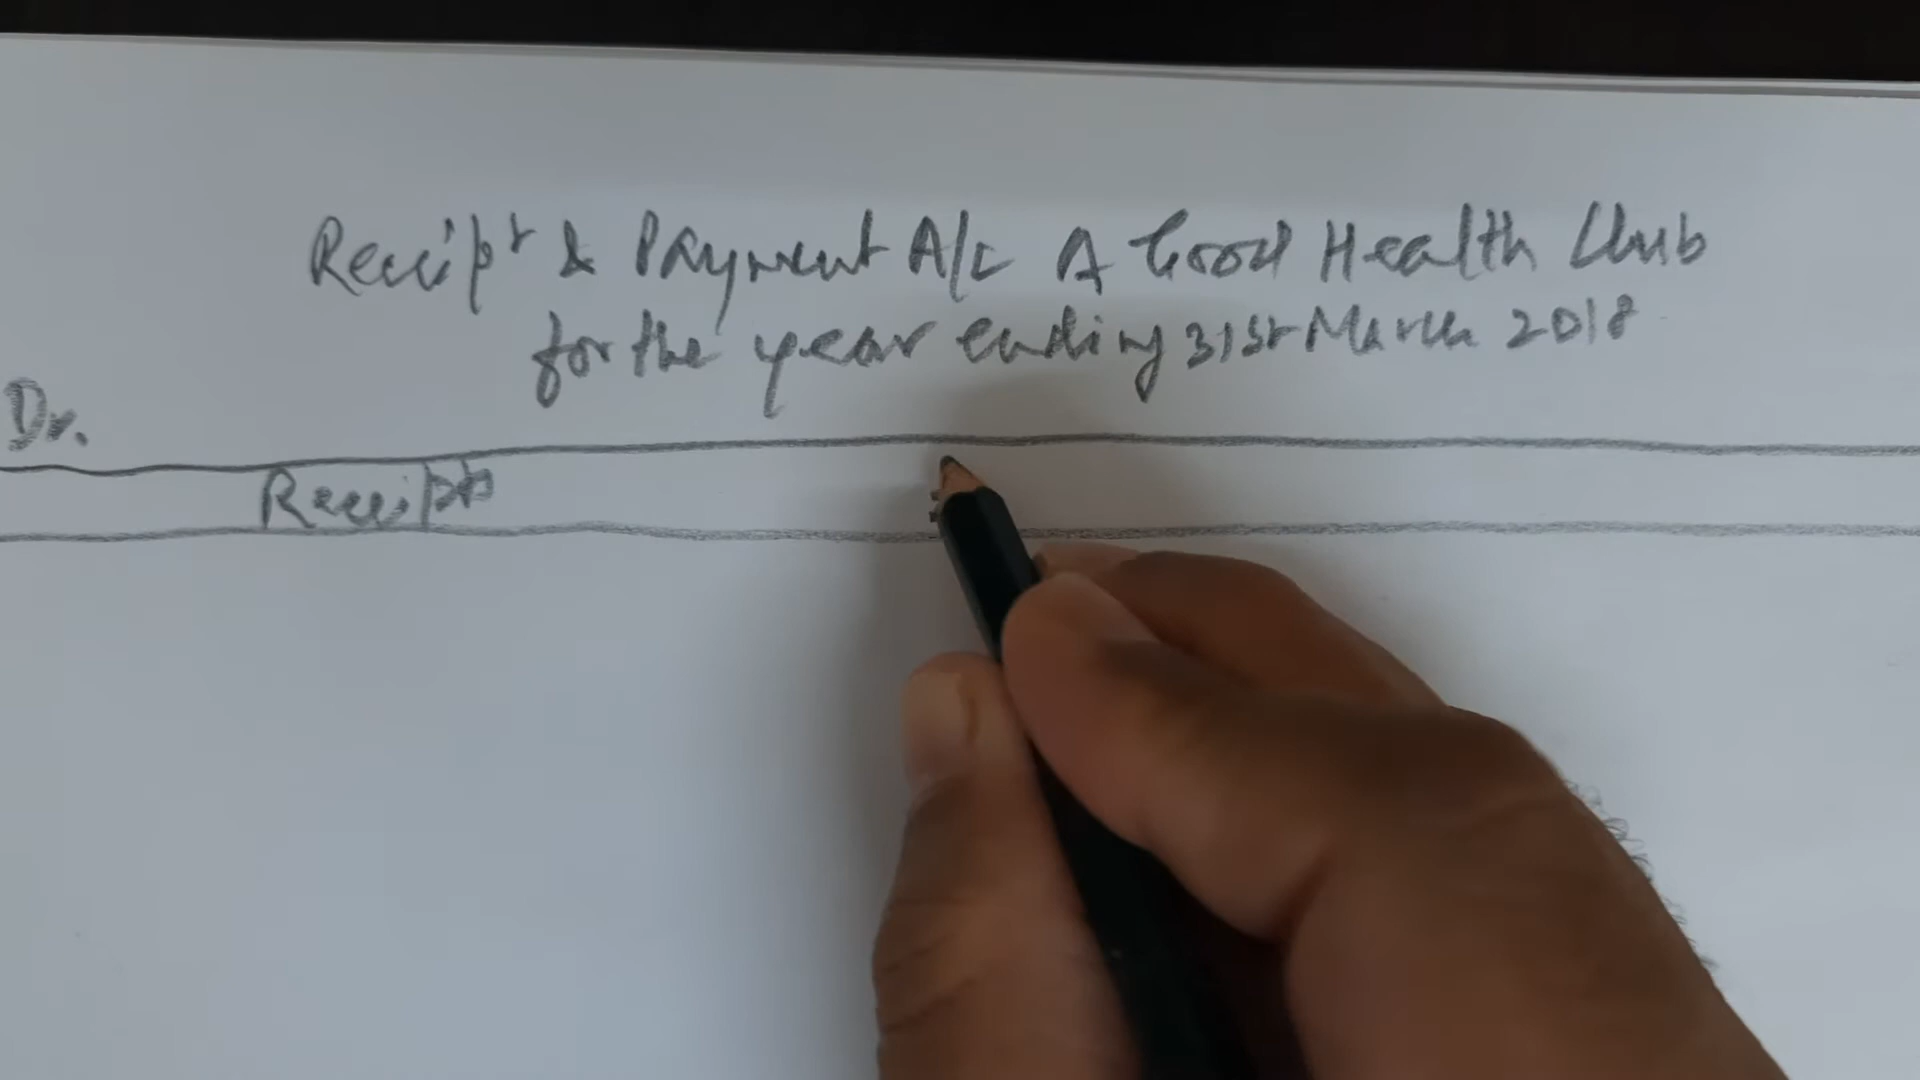 Receipt & Payment A/c A Good Health Club
for the year ending 31st March 2018
Dr.
Receipts